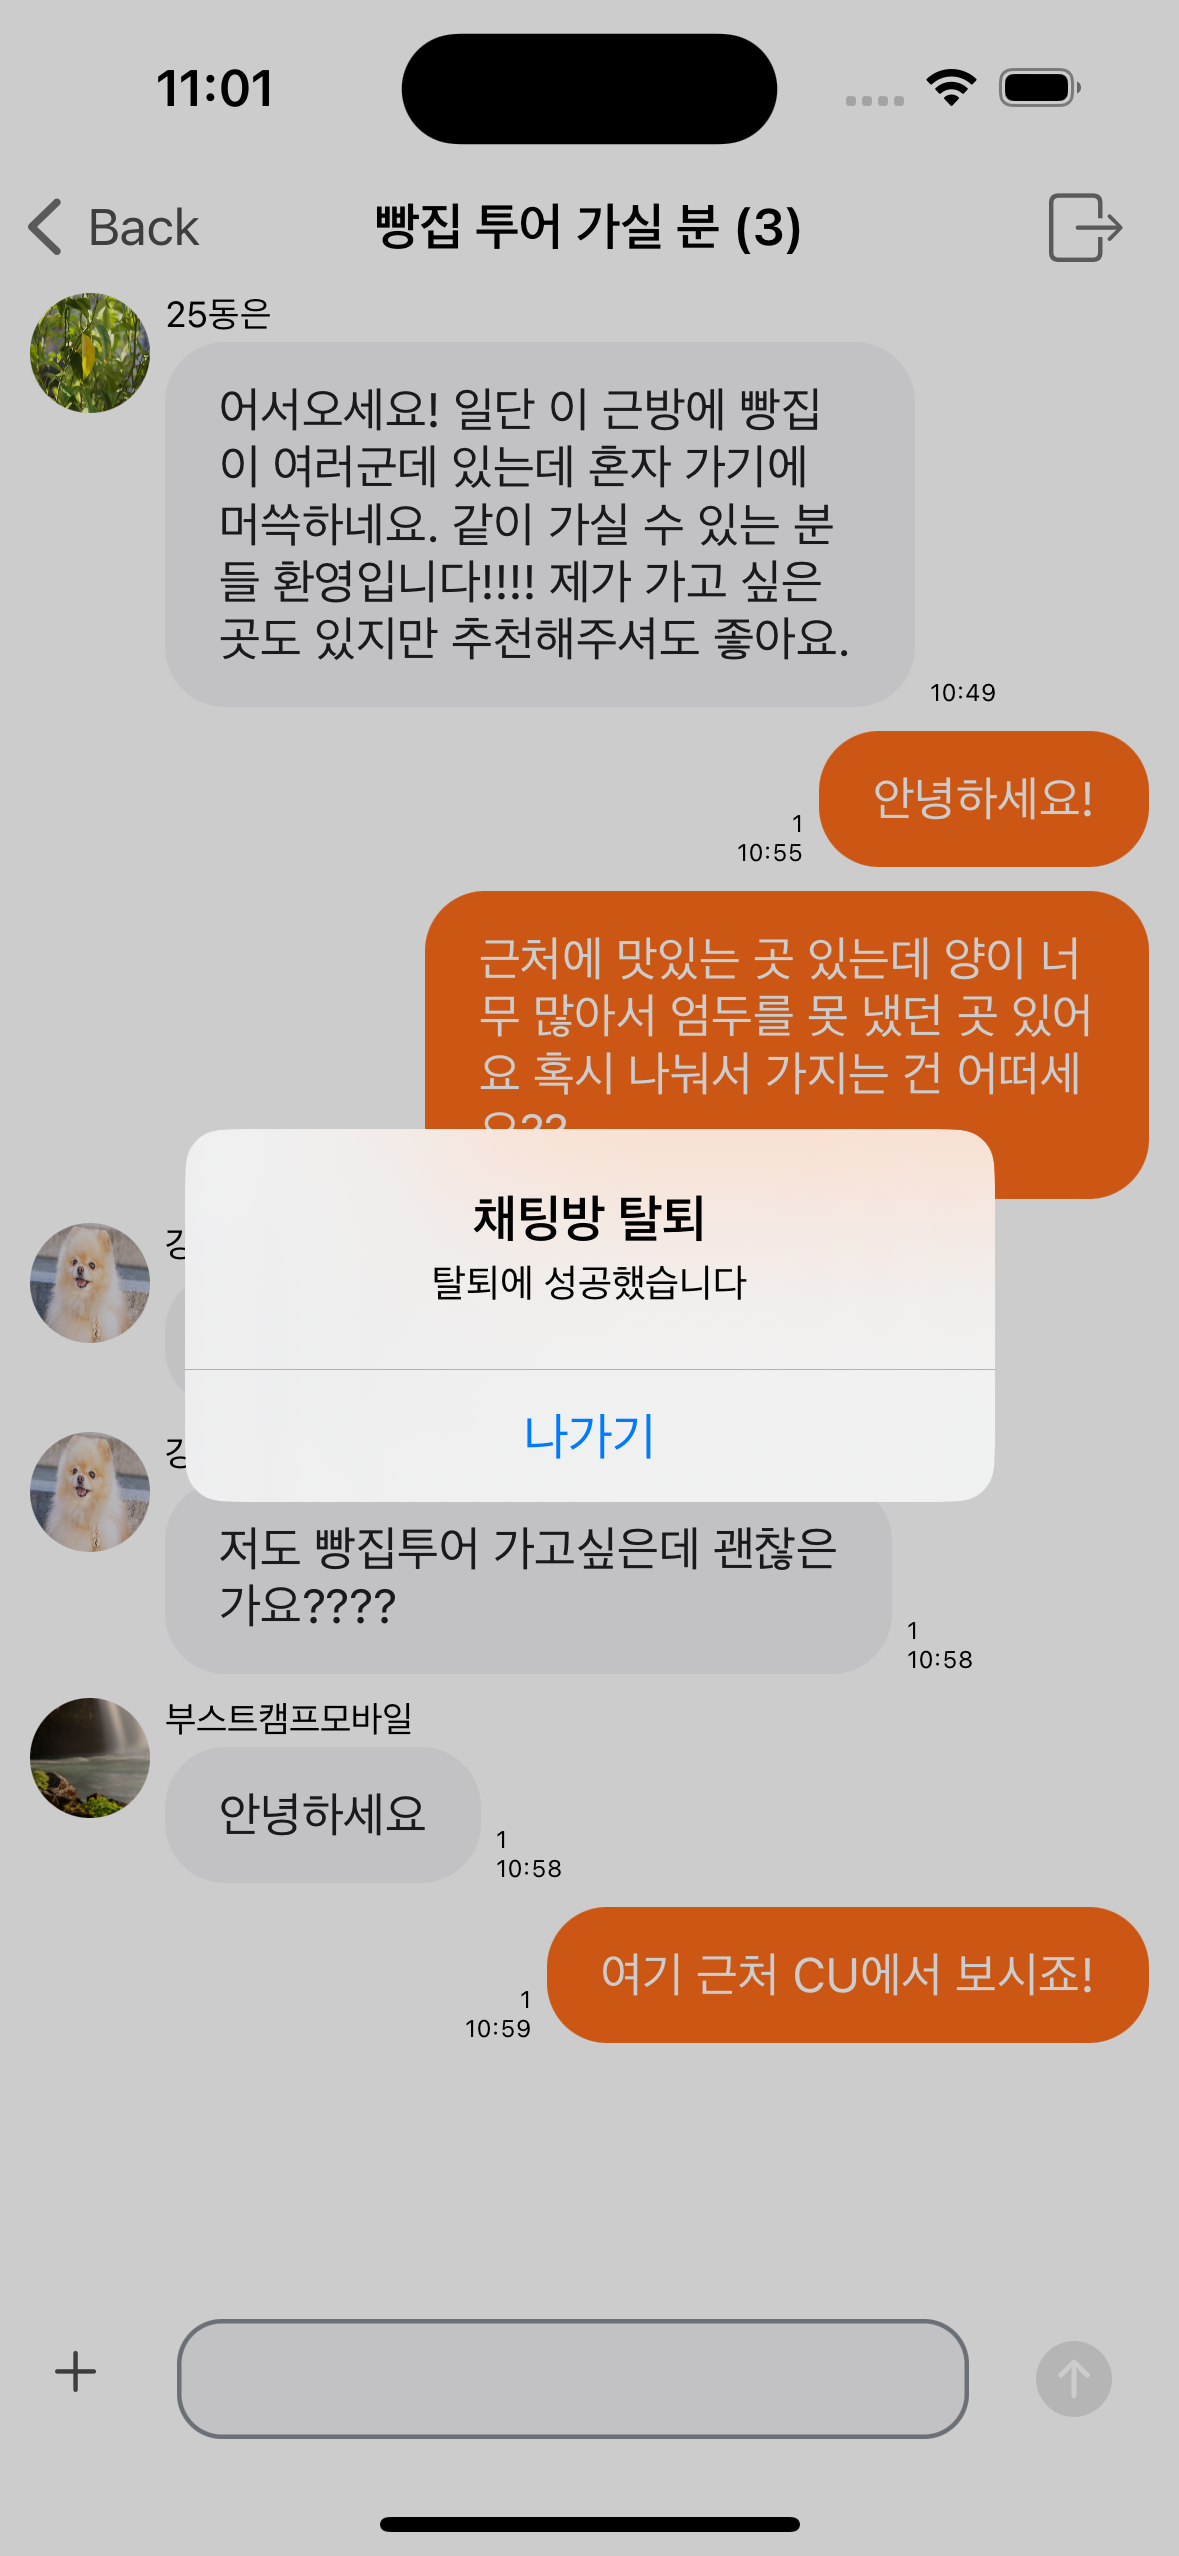 11:01
Back
빵집 투어 가실 분 (3)
25동은
어서오세요! 일단 이 근방에 빵집
이 여러군데 있는데 혼자 가기에
머쓱하네요. 같이 가실 수 있는 분
들 환영입니다!!!! 제가 가고 싶은
곳도 있지만 추천해주셔도 좋아요.
10:49
안녕하세요!
1
10:55
근처에 맛있는 곳 있는데 양이 너
무 많아서 엄두를 못 냈던 곳 있어
요 혹시 나눠서 가지는 건 어떠세
요??
채팅방 탈퇴
탈퇴에 성공했습니다
나가기
저도 빵집투어 가고싶은데 괜찮은
가요????
1
10:58
부스트캠프모바일
안녕하세요
1
10:58
여기 근처 CU에서 보시죠!
1
10:59